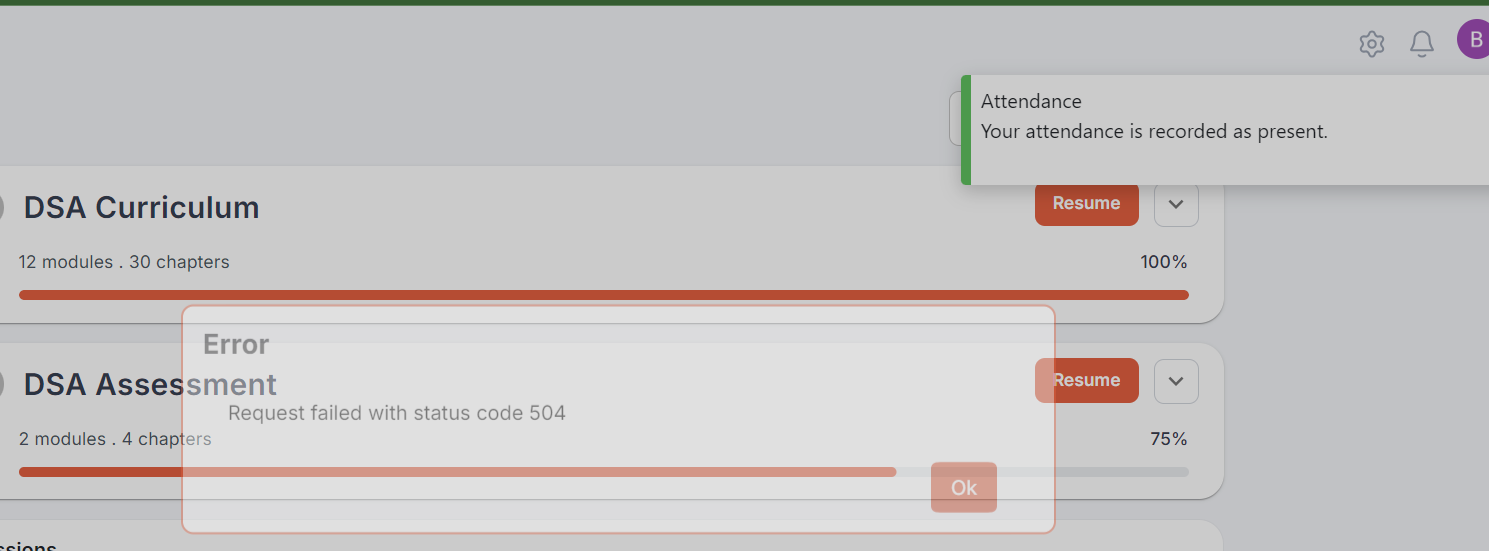 B
Attendance
Your attendance is recorded as present.
DSA Curriculum
Resume
12 modules . 30 chapters
100%
Error
DSA Assessment
Resume
Request failed with status code 504
2 modules . 4 chapters
75%
Ok